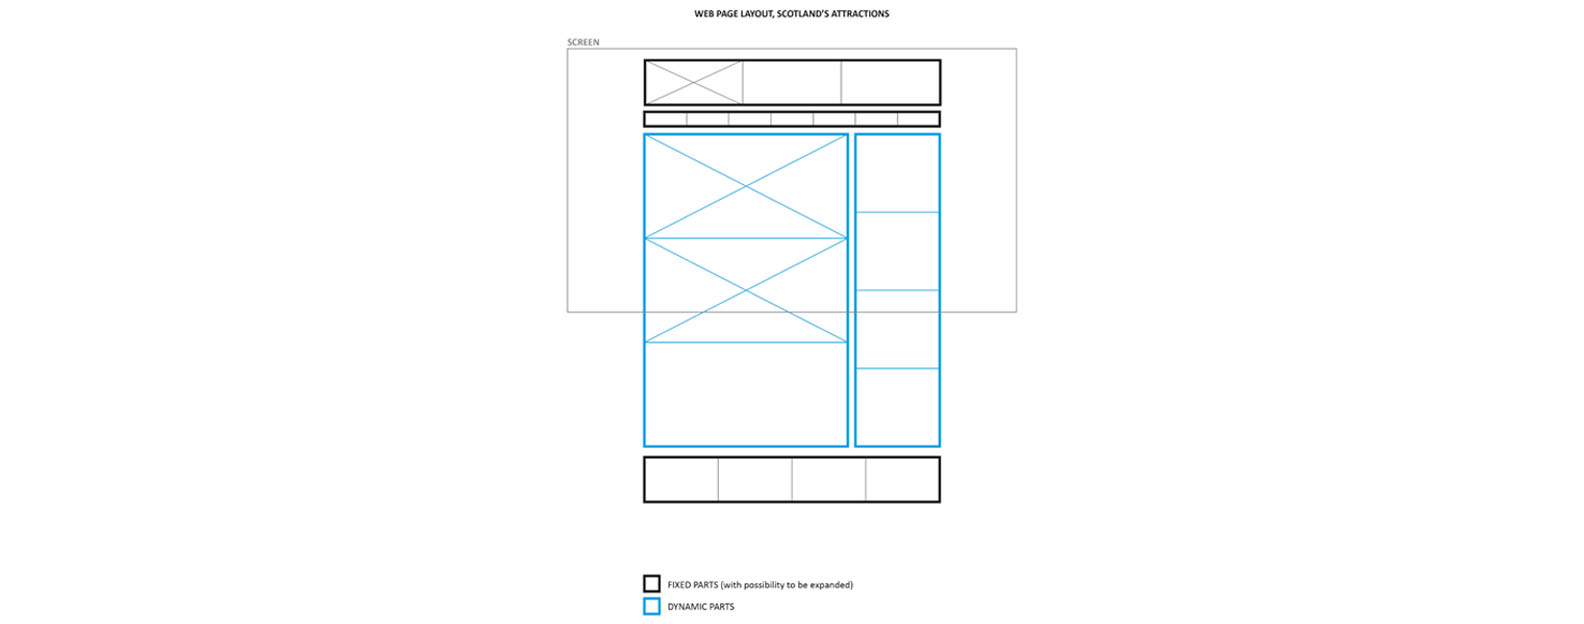 WEB PAGE LAYOUT, SCOTLAND'S ATTRACTIONS
SCREEN
FIXED PARTS (with possibility to be expanded)
DYNAMIC PARTS